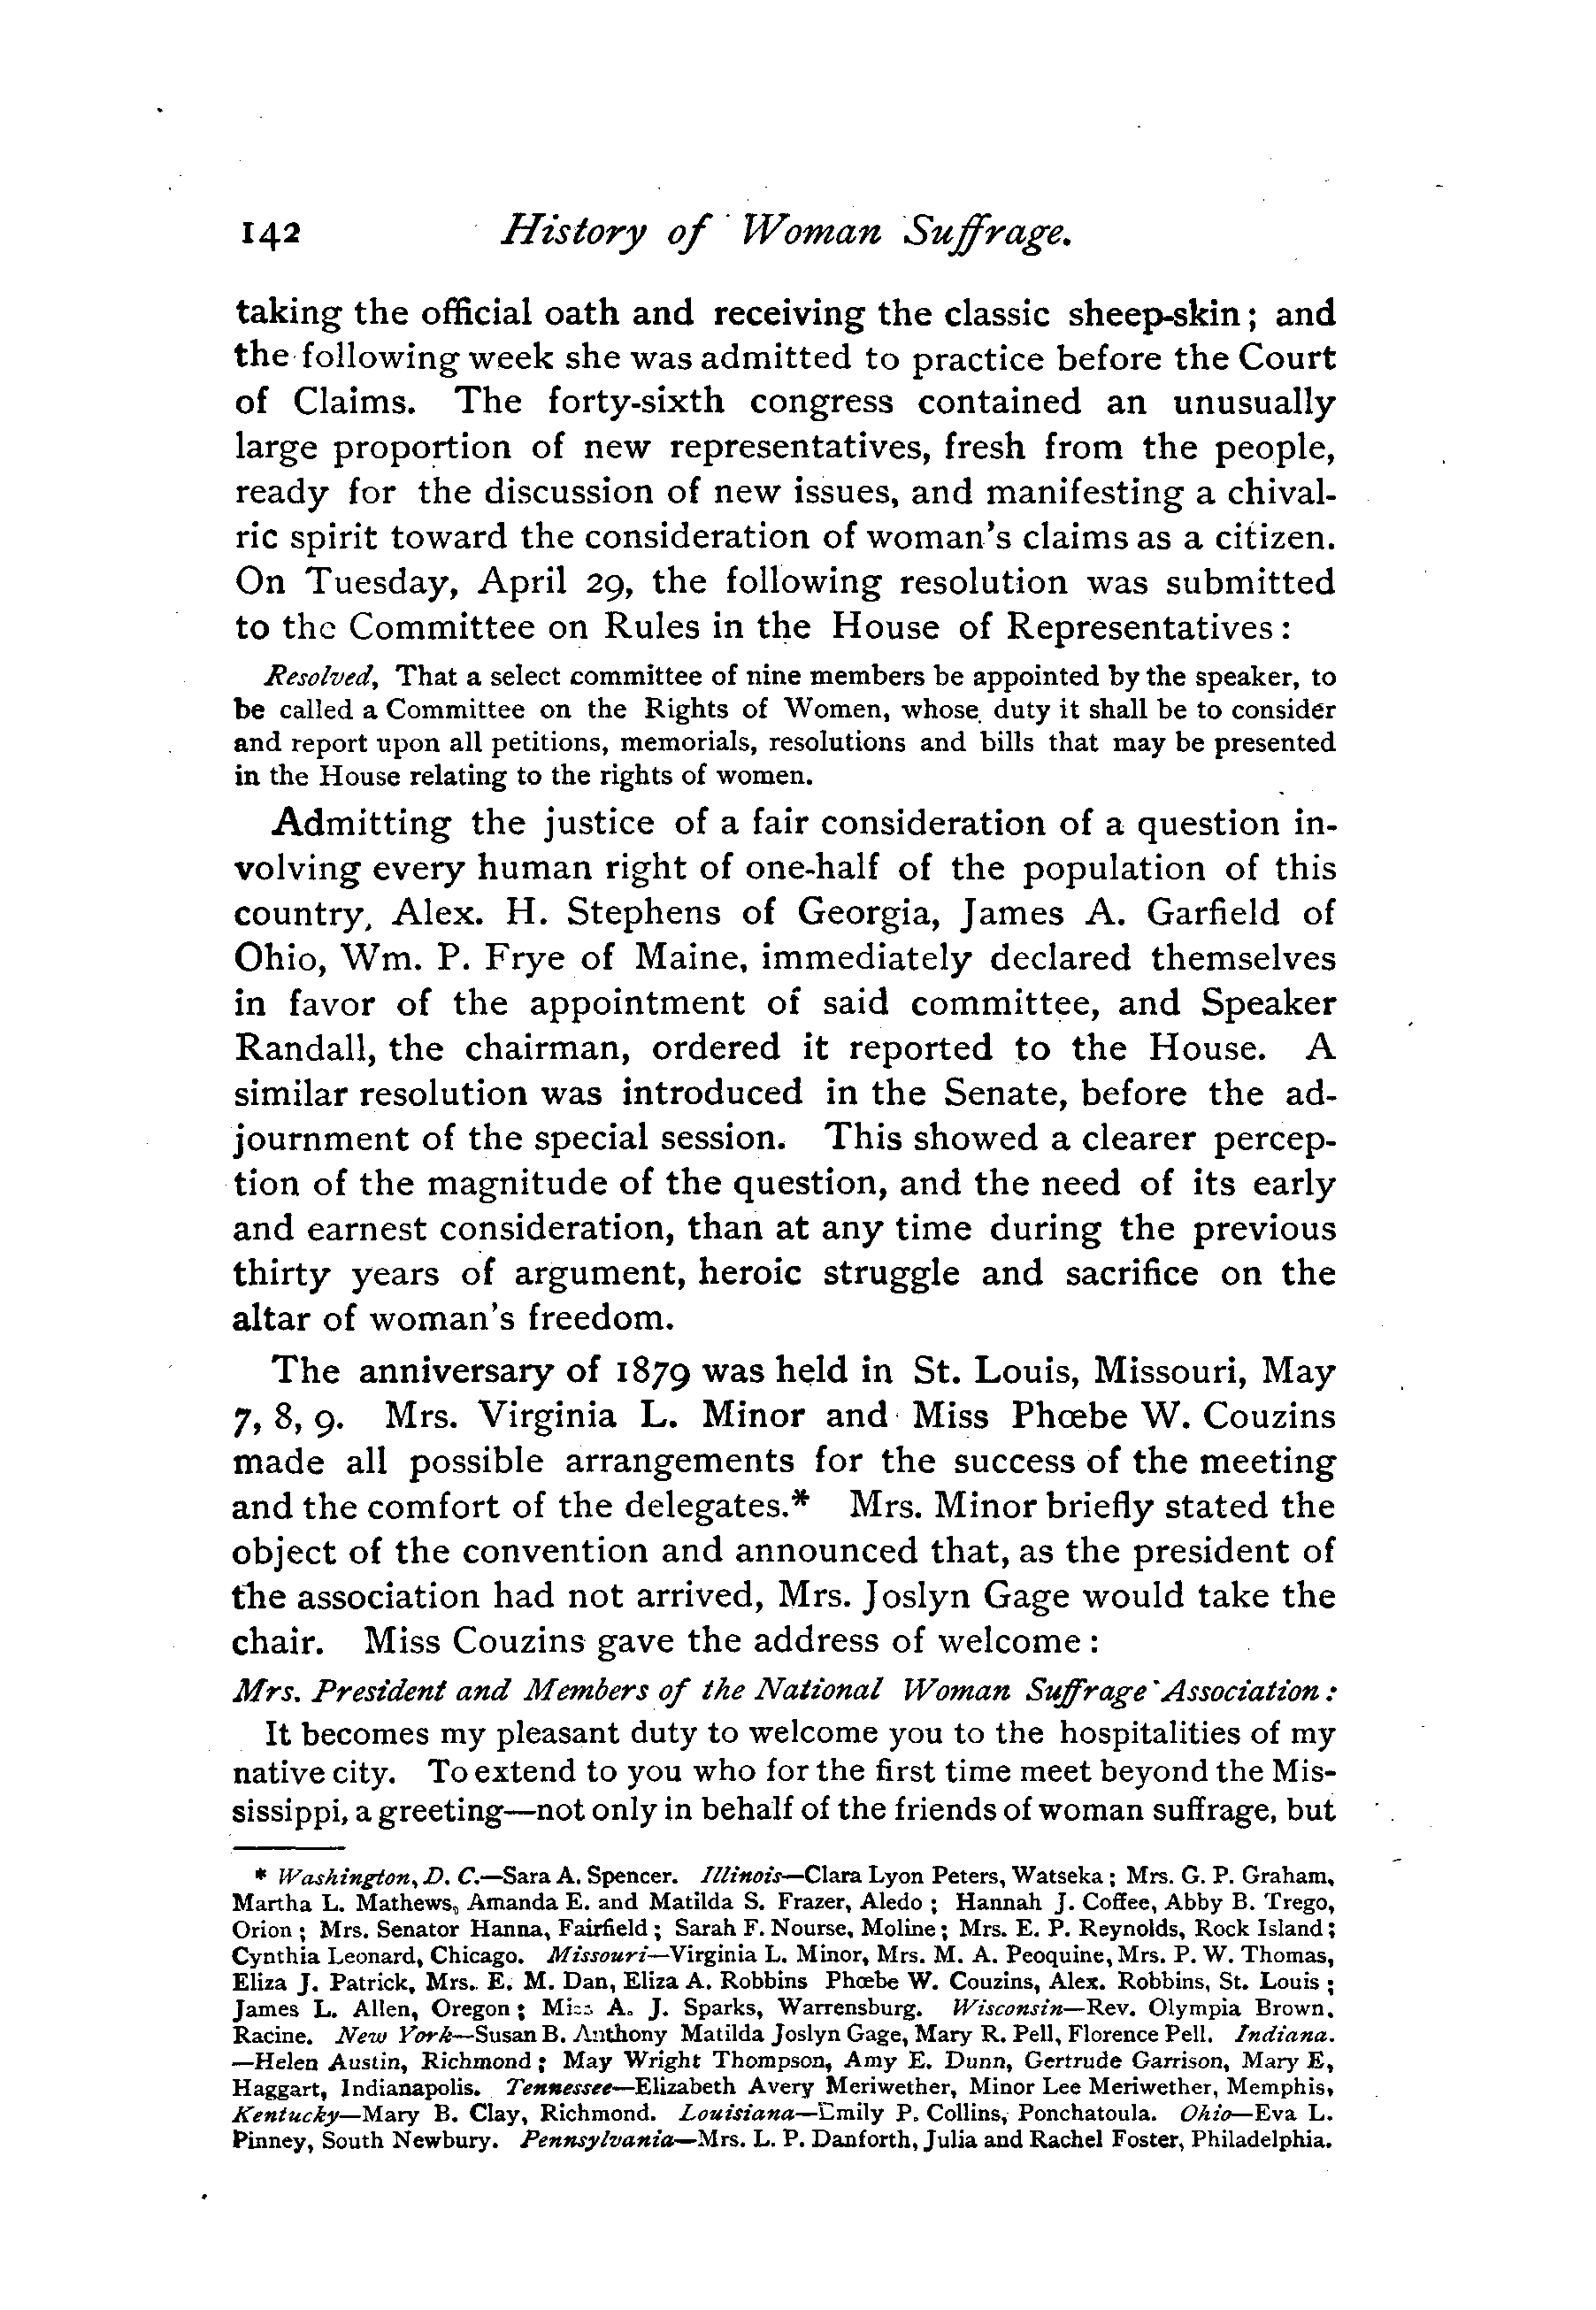 142 History of Woman Suffrage.
taking the official oath and receiving the classic sheep-skin; and
the following week she was admitted to practice before the Court
of Claims. The forty-sixth congress contained an unusually
large proportion of new representatives, fresh from the people,
ready for the discussion of new issues, and manifesting a chival-
ric spirit toward the consideration of woman's claims as a citizen.
On Tuesday, April 29, the following resolution was submitted
to the Committee on Rules in the House of Representatives:
Resolved, That a select committee of nine members be appointed by the speaker, to
be called a Committee on the Rights of Women, whose duty it shall be to consider
and report upon all petitions, memorials, resolutions and bills that may be presented
in the House relating to the rights of women.
Admitting the justice of a fair consideration of a question in-
volving every human right of one-half of the population of this
country, Alex. H. Stephens of Georgia, James A. Garfield of
Ohio, Wm. P. Frye of Maine, immediately declared themselves
in favor of the appointment of said committee, and Speaker
Randall, the chairman, ordered it reported to the House. A
similar resolution was introduced in the Senate, before the ad-
journment of the special session. This showed a clearer percep-
tion of the magnitude of the question, and the need of its early
and earnest consideration, than at any time during the previous
thirty years of argument, heroic struggle and sacrifice on the
altar of woman's freedom.
The anniversary of 1879 was held in St. Louis, Missouri, May
7, 8, 9. Mrs. Virginia L. Minor and Miss Phœbe W. Couzins
made all possible arrangements for the success of the meeting
and the comfort of the delegates.* Mrs. Minor briefly stated the
object of the convention and announced that, as the president of
the association had not arrived, Mrs. Joslyn Gage would take the
chair. Miss Couzins gave the address of welcome:
Mrs. President and Members of the National Woman Suffrage Association:
It becomes my pleasant duty to welcome you to the hospitalities of my
native city. To extend to you who for the first time meet beyond the Mis-
sissippi, a greeting—not only in behalf of the friends of woman suffrage, but
* Washington, D. C.—Sara A. Spencer. Illinois—Clara Lyon Peters, Watseka; Mrs. G. P. Graham,
Martha L. Mathews, Amanda E. and Matilda S. Frazer, Aledo; Hannah J. Coffee, Abby B. Trego,
Orion; Mrs. Senator Hanna, Fairfield; Sarah F. Nourse, Moline; Mrs. E. P. Reynolds, Rock Island;
Cynthia Leonard, Chicago. Missouri—Virginia L. Minor, Mrs. M. A. Peoquine, Mrs. P. W. Thomas,
Eliza J. Patrick, Mrs. E. M. Dan, Eliza A. Robbins Phœbe W. Couzins, Alex. Robbins, St. Louis;
James L. Allen, Oregon; Miss A. J. Sparks, Warrensburg. Wisconsin—Rev. Olympia Brown.
Racine. New York—Susan B. Anthony Matilda Joslyn Gage, Mary R. Pell, Florence Pell. Indiana.
—Helen Austin, Richmond; May Wright Thompson, Amy E. Dunn, Gertrude Garrison, Mary E,
Haggart, Indianapolis. Tennessee—Elizabeth Avery Meriwether, Minor Lee Meriwether, Memphis,
Kentucky—Mary B. Clay, Richmond. Louisiana—Emily P. Collins, Ponchatoula. Ohio—Eva L.
Pinney, South Newbury. Pennsylvania—Mrs. L. P. Danforth, Julia and Rachel Foster, Philadelphia.